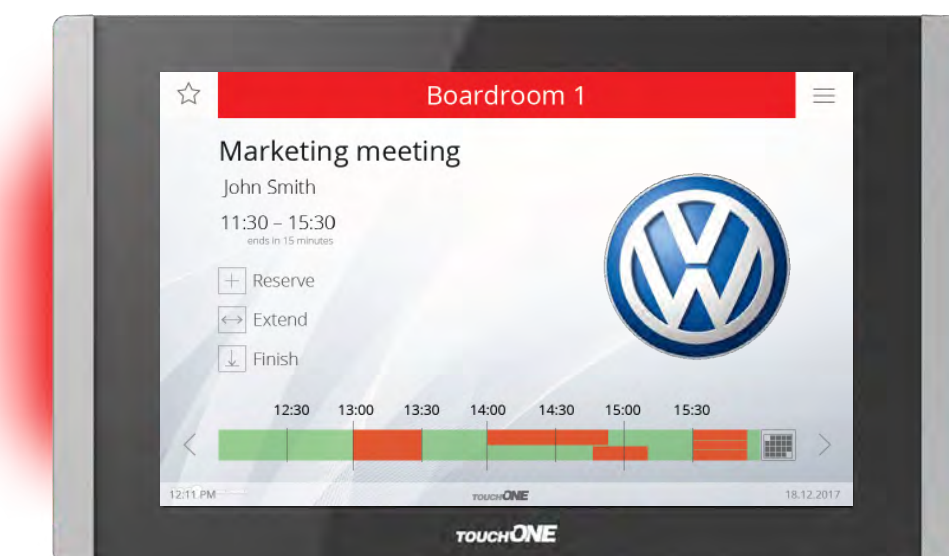 Boardroom 1
Marketing meeting
John Smith
11:30 – 15:30
ends in 15 minutes
Reserve
Extend
Finish
12:30 13:00 13:30 14:00 14:30 15:00 15:30
12:11 PM TOUCHONE 18.12.2017
TOUCHONE